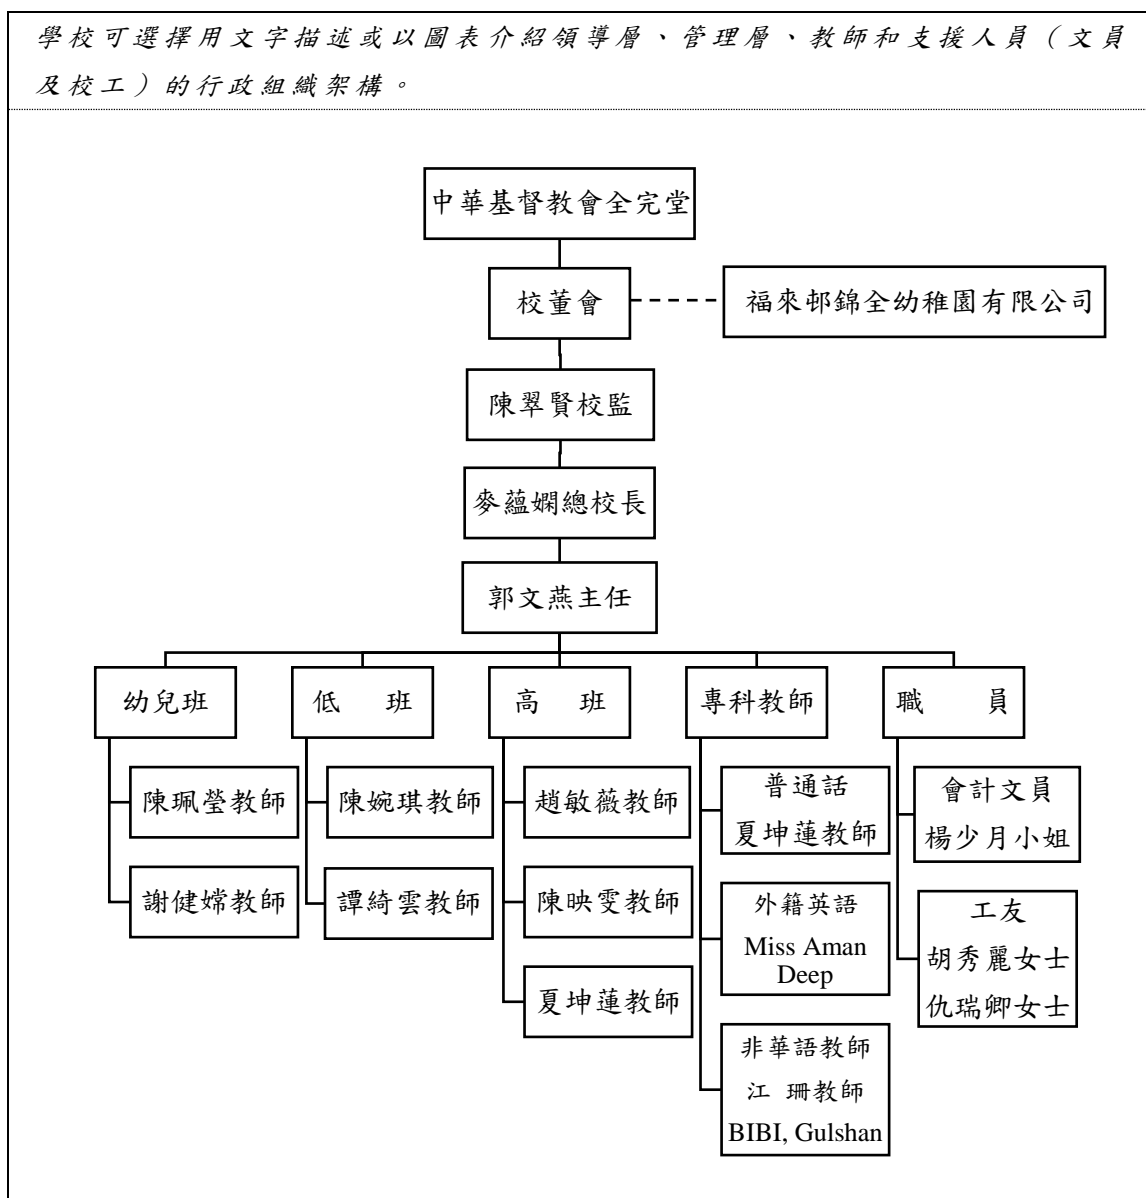 學校可選擇用文字描述或以圖表介紹領導層、管理層、教師和支援人員（文員
及校工）的行政組織架構。
中華基督教會全完堂
校董會
福來邨錦全幼稚園有限公司
陳翠賢校監
麥蘊嫻總校長
郭文燕主任
幼兒班
低 班
高 班
專科教師
職 員
陳珮瑩教師
謝健嫦教師
陳婉琪教師
譚綺雲教師
趙敏薇教師
陳映雯教師
夏坤蓮教師
普通話
夏坤蓮教師
外籍英語
Miss Aman
Deep
非華語教師
江 珊教師
BIBI, Gulshan
會計文員
楊少月小姐
工友
胡秀麗女士
仇瑞卿女士